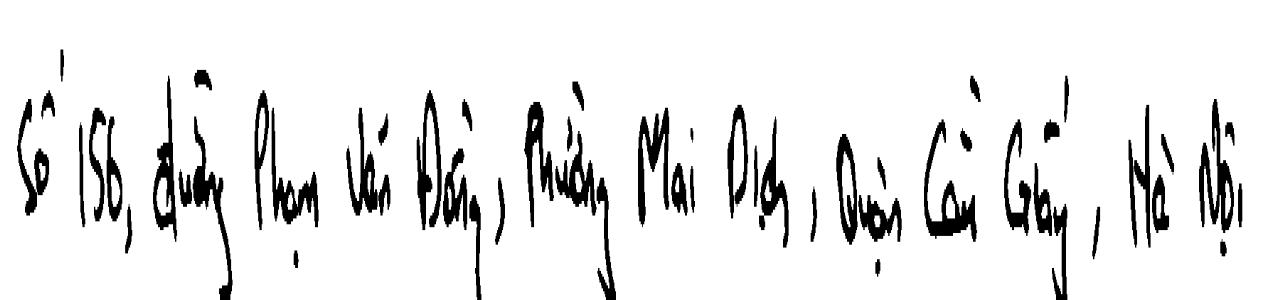 Số 156, đường Phạm Văn Đồng, Phường Mai Dịch, Quận Cầu Giấy, Hà Nội